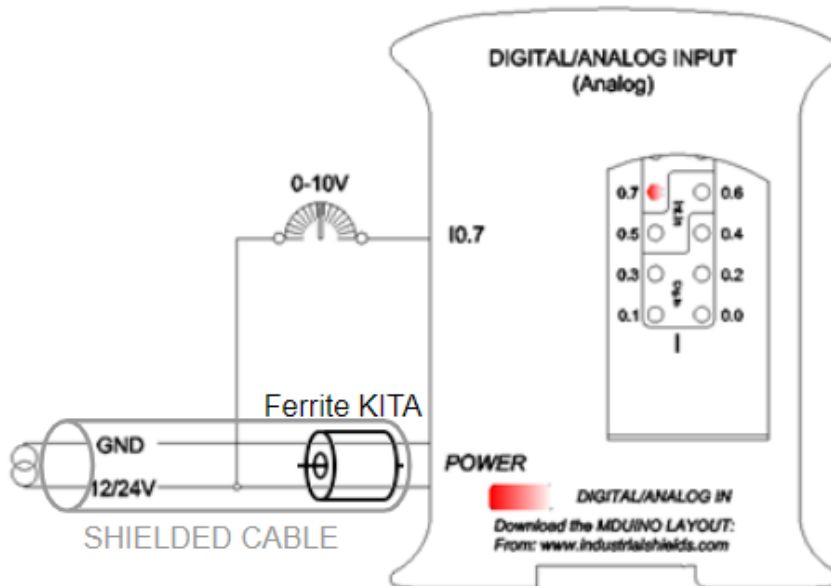 DIGITAL/ANALOG INPUT
(Analog)
0-10V
I0.7
0.7
0.6
0.5
0.4
0.3
0.2
0.1
0.0
I
Ferrite KITA
GND
12/24V
POWER
SHIELDED CABLE
DIGITAL/ANALOG IN
Download the MDUINO LAYOUT:
From: www.industrialshields.com